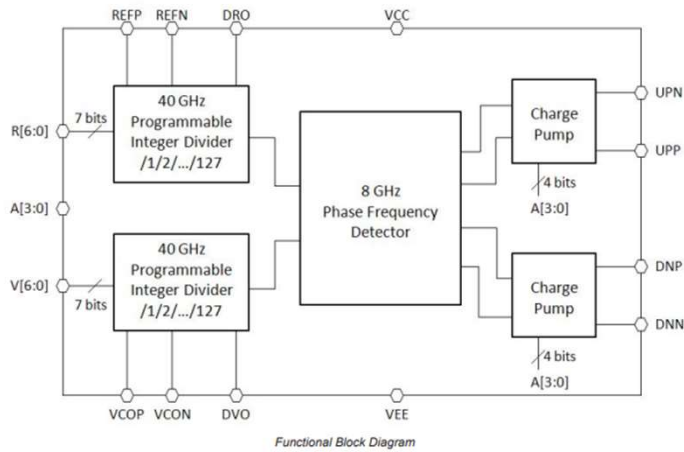 REFP REFN DRO VCC
40 GHz
Programmable
Integer Divider
/1/2/.../127
7 bits
R[6:0]
A[3:0]
V[6:0]
7 bits
40 GHz
Programmable
Integer Divider
/1/2/.../127
8 GHz
Phase Frequency
Detector
Charge
Pump
4 bits
A[3:0]
UPN
UPP
Charge
Pump
4 bits
A[3:0]
DNP
DNN
VCOP VCON DVO VEE
Functional Block Diagram